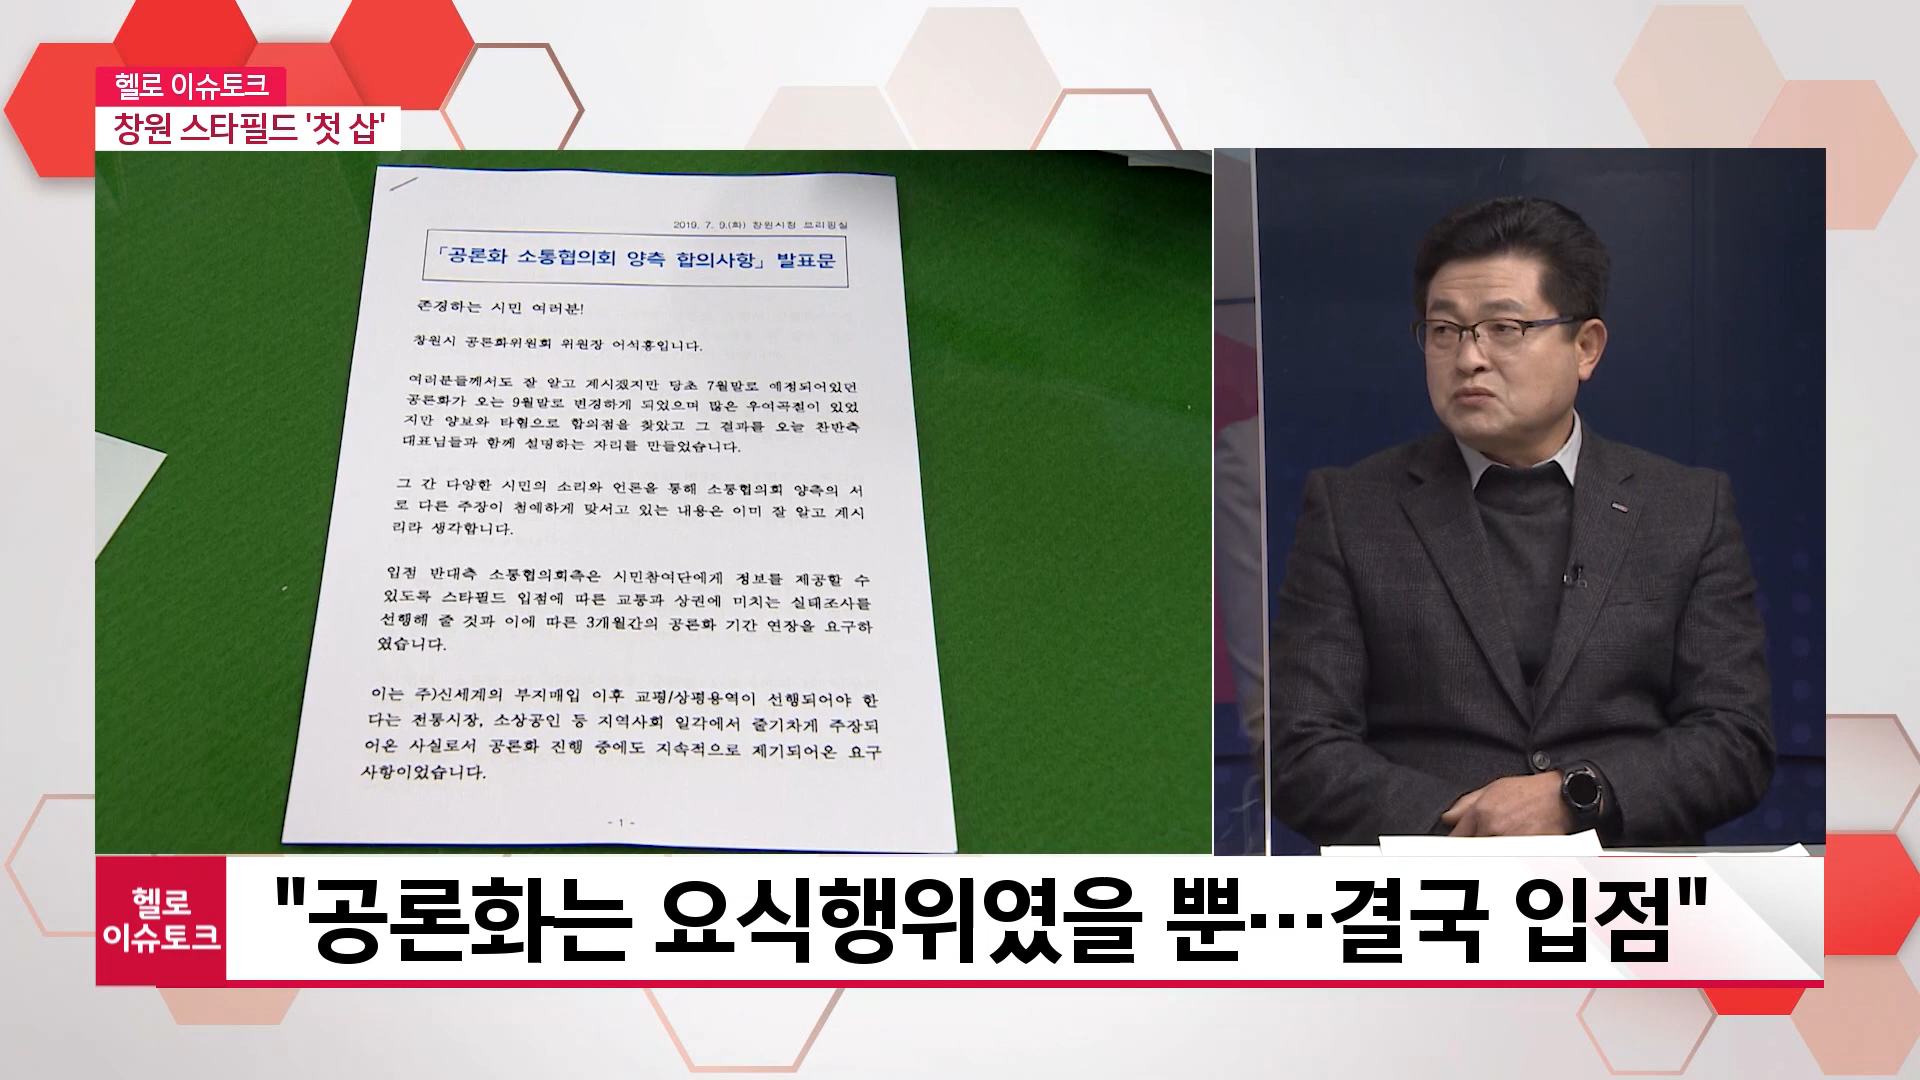 헬로 이슈토크
창원 스타필드 '첫 삽'
2019. 7. 9.(화) 창원시청 브리핑실
「공론화 소통협의회 양측 합의사항」 발표문
존경하는 시민 여러분!
창원시 공론화위원회 위원장 어석홍입니다.
여러분들께서도 잘 알고 계시겠지만 당초 7월말로 예정되어있던
공론화가 오는 9월말로 변경하게 되었으며 많은 우여곡절이 있었
지만 양보와 타협으로 합의점을 찾았고 그 결과를 오늘 찬반측
대표님들과 함께 설명하는 자리를 만들었습니다.
그 간 다양한 시민의 소리와 언론을 통해 소통협의회 양측의 서
로 다른 주장이 첨예하게 맞서고 있는 내용은 이미 잘 알고 계시
리라 생각합니다.
입점 반대측 소통협의회측은 시민참여단에게 정보를 제공할 수
있도록 스타필드 입점에 따른 교통과 상권에 미치는 실태조사를
선행해 줄 것과 이에 따른 3개월간의 공론화 기간 연장을 요구하
였습니다.
이는 주)신세계의 부지매입 이후 교평/상평용역이 선행되어야 한
다는 전통시장, 소상공인 등 지역사회 일각에서 줄기차게 주장되
어온 사실로서 공론화 진행 중에도 지속적으로 제기되어온 요구
사항이었습니다.
- 1 -
헬로
이슈토크
"공론화는 요식행위였을 뿐…결국 입점"